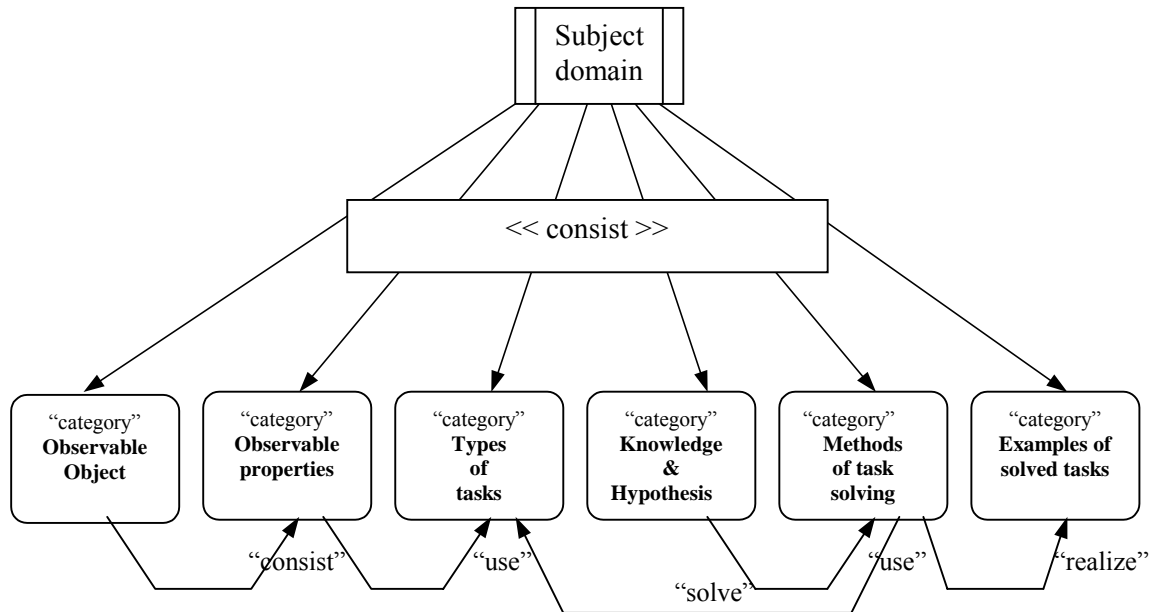 Subject
domain
<< consist >>
“category”
Observable
Object
“category”
Observable
properties
“category”
Types
of
tasks
“category”
Knowledge
&
Hypothesis
“category”
Methods
of task
solving
“category”
Examples of
solved tasks
“consist”
“use”
“solve”
“use”
“realize”